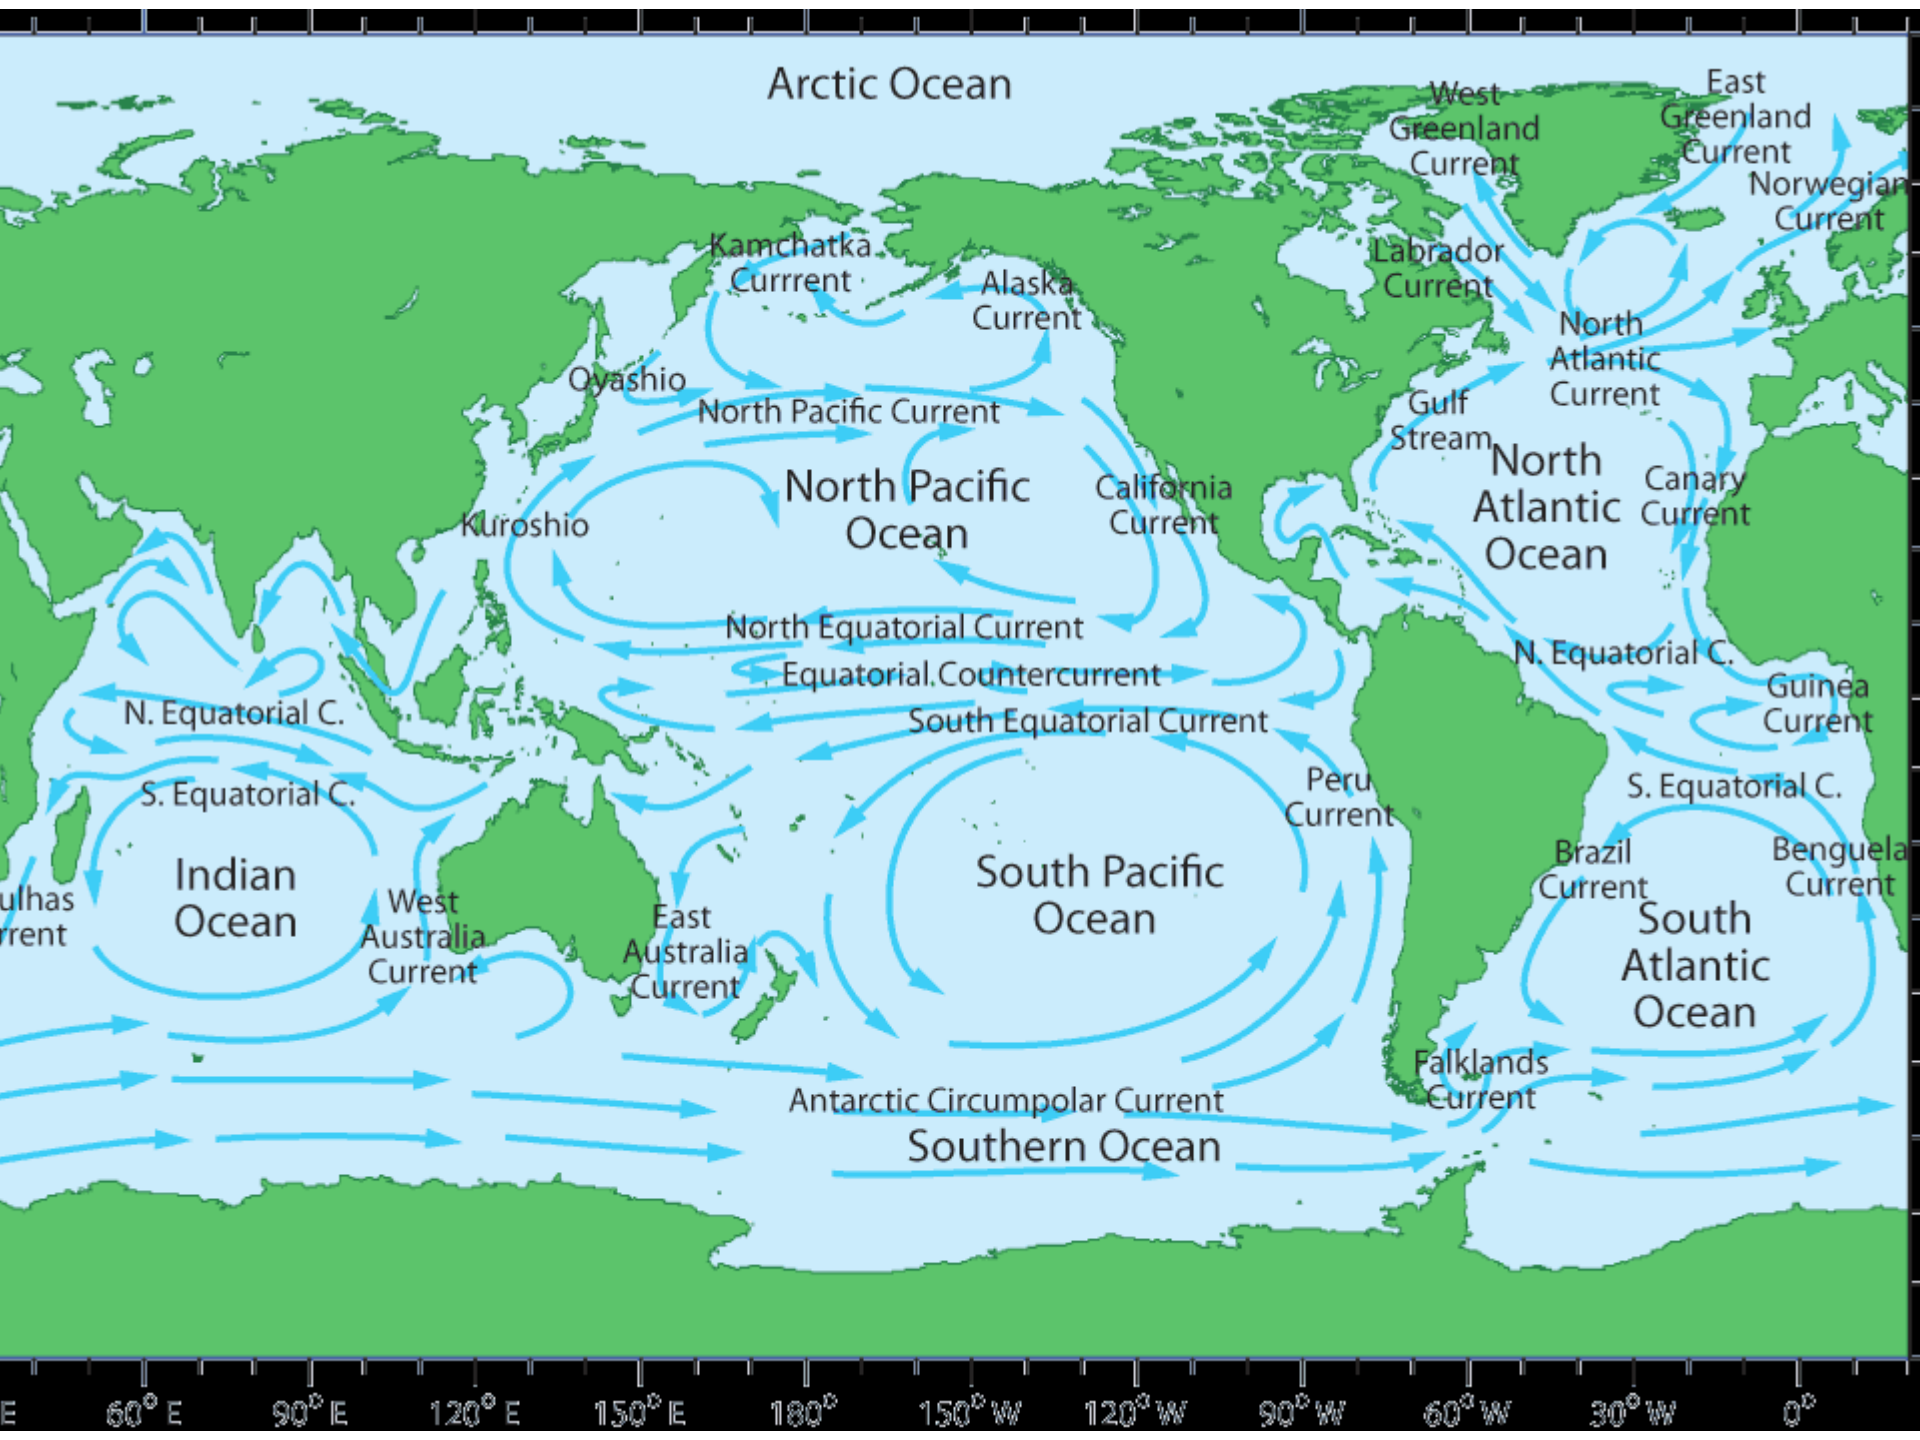 Arctic Ocean
West
Greenland
Current
East
Greenland
Current
Norwegian
Current
Kamchatka
Currrent
Alaska
Current
Labrador
Current
North
Atlantic
Current
Oyashio
North Pacific Current
Gulf
Stream
North Pacific
Ocean
Kuroshio
California
Current
North
Atlantic
Ocean
Canary
Current
North Equatorial Current
Equatorial Countercurrent
South Equatorial Current
N. Equatorial C.
Guinea
Current
N. Equatorial C.
S. Equatorial C.
Peru
Current
S. Equatorial C.
Indian
Ocean
West
Australia
Current
East
Australia
Current
South Pacific
Ocean
Brazil
Current
Benguela
Current
South
Atlantic
Ocean
ulhas
rrent
Falklands
Current
Antarctic Circumpolar Current
Southern Ocean
E 60° E 90° E 120° E 150° E 180° 150° W 120° W 90° W 60° W 30° W 0°